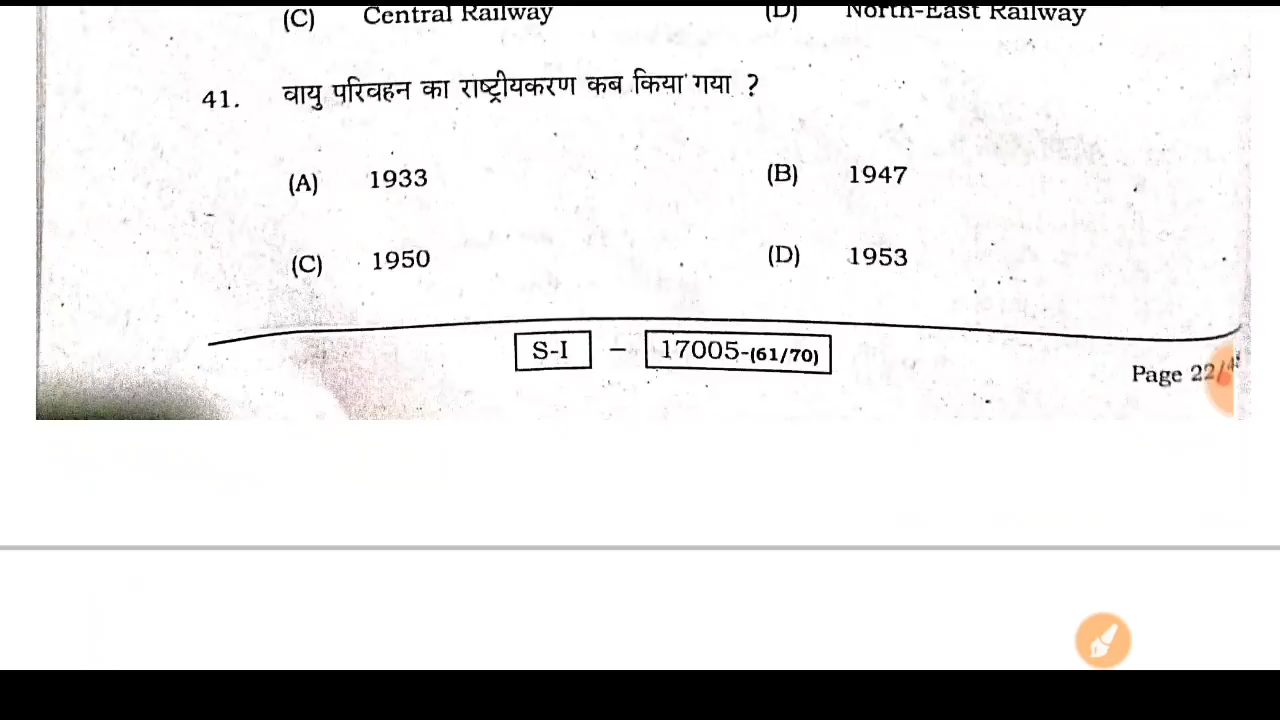 (C) Central Railway (D) North-East Railway
41. वायु परिवहन का राष्ट्रीयकरण कब किया गया ?
(A) 1933 (B) 1947
(C) 1950 (D) 1953
S-I – 17005-(61/70)
Page 22/